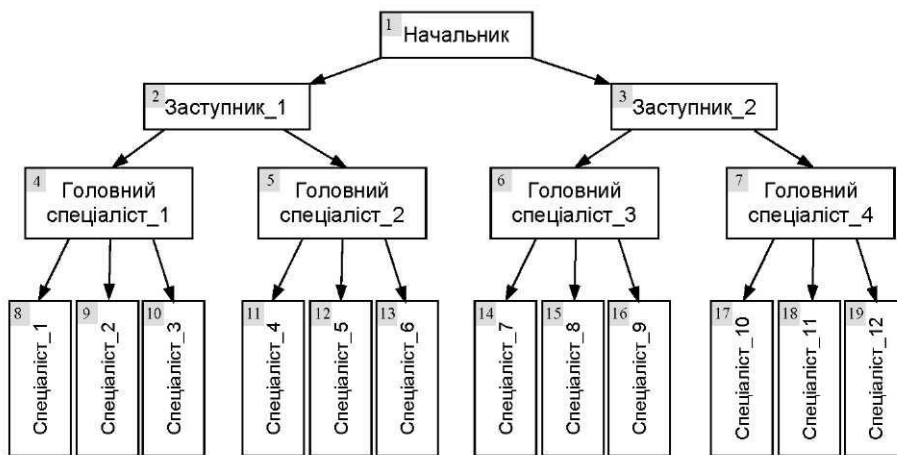 1
Начальник
2
Заступник_1
3
Заступник_2
4
Головний
спеціаліст_1
5
Головний
спеціаліст_2
6
Головний
спеціаліст_3
7
Головний
спеціаліст_4
8
Спеціаліст_1
9
Спеціаліст_2
10
Спеціаліст_3
11
Спеціаліст_4
12
Спеціаліст_5
13
Спеціаліст_6
14
Спеціаліст_7
15
Спеціаліст_8
16
Спеціаліст_9
17
Спеціаліст_10
18
Спеціаліст_11
19
Спеціаліст_12